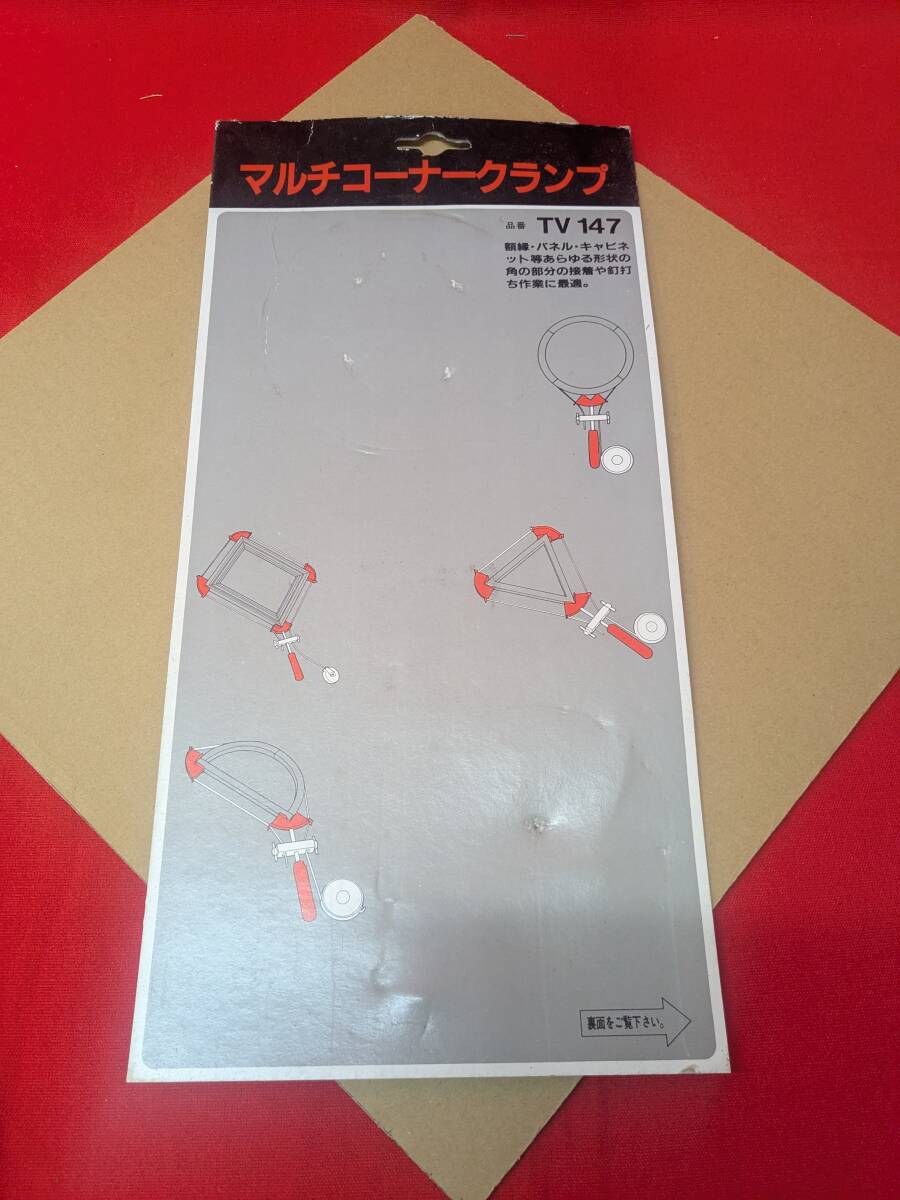 マルチコーナークランプ
品番 TV 147
額縁・パネル・キャビネ
ット等あらゆる形状の
角の部分の接着や釘打
ち作業に最適。
裏面をご覧下さい。